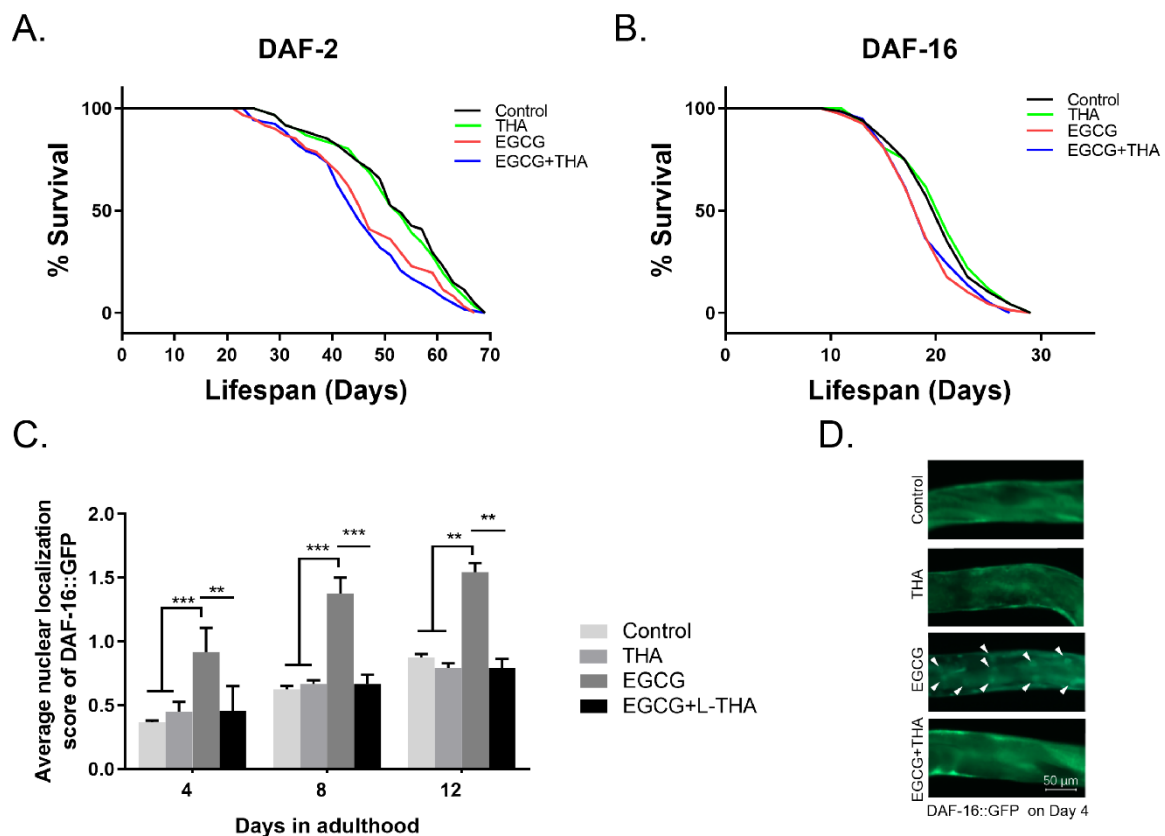 A.
DAF-2
% Survival
100
50
0
0 10 20 30 40 50 60 70
Lifespan (Days)
Control
THA
EGCG
EGCG+THA
B.
DAF-16
% Survival
100
50
0
0 10 20 30
Lifespan (Days)
Control
THA
EGCG
EGCG+THA
C.
Average nuclear localization
score of DAF-16::GFP
2.0
1.5
1.0
0.5
0.0
*** **
*** ***
** **
4 8 12
Days in adulthood
Control
THA
EGCG
EGCG+L-THA
D.
Control
THA
EGCG
EGCG+THA
50 µm
DAF-16::GFP on Day 4